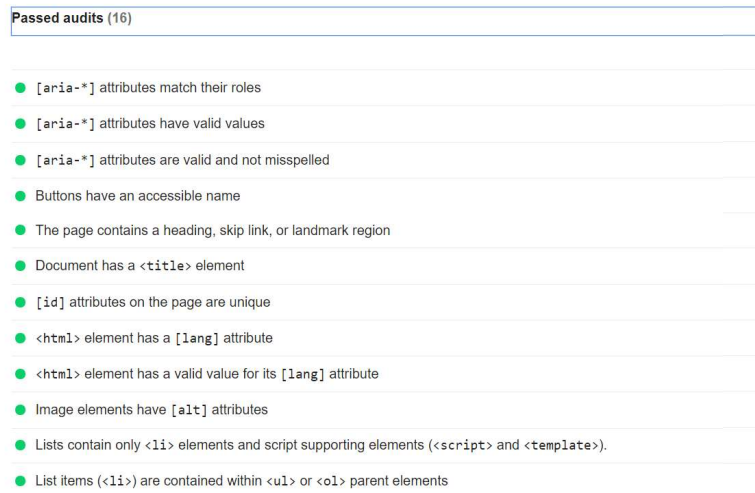 Passed audits (16)
[aria-*] attributes match their roles
[aria-*] attributes have valid values
[aria-*] attributes are valid and not misspelled
Buttons have an accessible name
The page contains a heading, skip link, or landmark region
Document has a <title> element
[id] attributes on the page are unique
<html> element has a [lang] attribute
<html> element has a valid value for its [lang] attribute
Image elements have [alt] attributes
Lists contain only <li> elements and script supporting elements (<script> and <template>).
List items (<li>) are contained within <ul> or <ol> parent elements